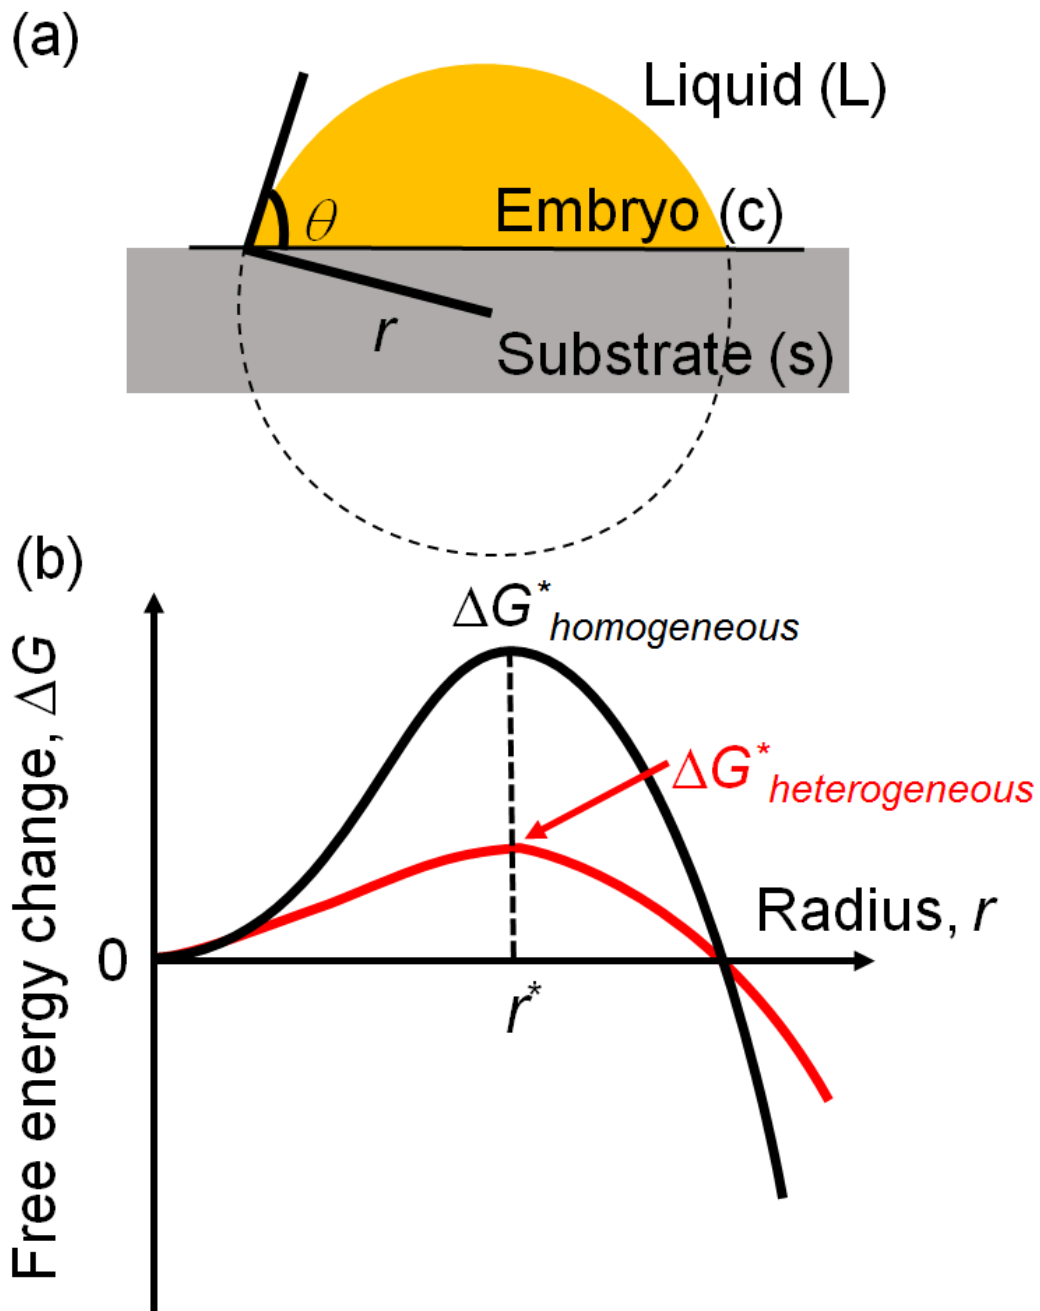 (a)
Liquid (L)
Embryo (c)
θ
r
Substrate (s)
(b)
ΔG*homogeneous
ΔG*heterogeneous
Free energy change, ΔG
Radius, r
0
r*